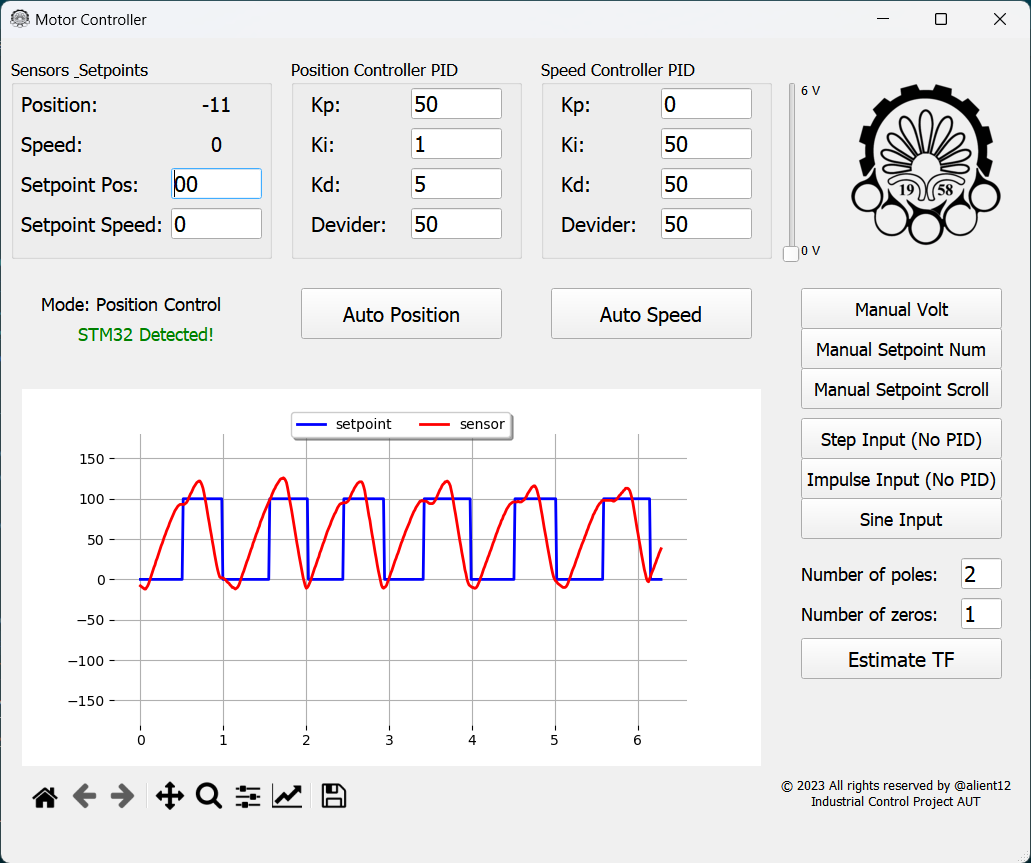 Motor Controller
Sensors _Setpoints
Position: -11
Speed: 0
Setpoint Pos: 00
Setpoint Speed: 0
Position Controller PID
Kp: 50
Ki: 1
Kd: 5
Devider: 50
Speed Controller PID
Kp: 0
Ki: 50
Kd: 50
Devider: 50
6 V
0 V
19 58
Mode: Position Control
STM32 Detected!
Auto Position
Auto Speed
Manual Volt
Manual Setpoint Num
Manual Setpoint Scroll
Step Input (No PID)
Impulse Input (No PID)
Sine Input
Number of poles: 2
Number of zeros: 1
Estimate TF
setpoint sensor
150
100
50
0
−50
−100
−150
0 1 2 3 4 5 6
© 2023 All rights reserved by @alient12
Industrial Control Project AUT